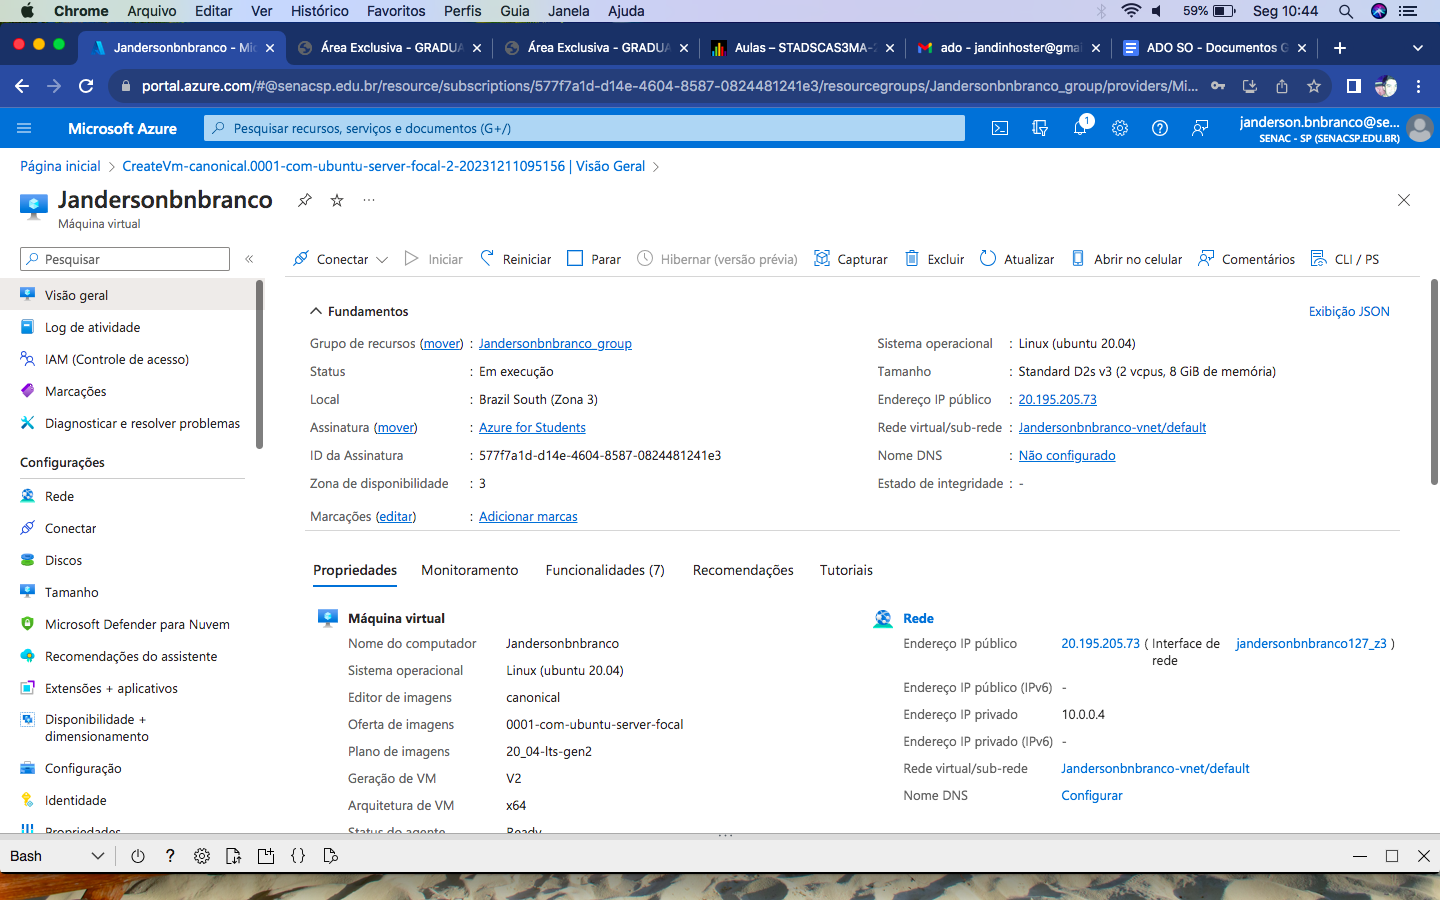 Chrome Arquivo Editar Ver Histórico Favoritos Perfis Guia Janela Ajuda 59% Seg 10:44
Jandersonbnbranco - Mic
Área Exclusiva - GRADUA
Área Exclusiva - GRADUA
Aulas – STADSCAS3MA-2
ado - jandinhoster@gmai
ADO SO - Documentos G
portal.azure.com/#@senacsp.edu.br/resource/subscriptions/577f7a1d-d14e-4604-8587-0824481241e3/resourcegroups/Jandersonbnbranco_group/providers/Mi...
Microsoft Azure
Pesquisar recursos, serviços e documentos (G+/)
1
janderson.bnbranco@se...
SENAC - SP (SENACSP.EDU.BR)
Página inicial > CreateVm-canonical.0001-com-ubuntu-server-focal-2-20231211095156 | Visão Geral >
Jandersonbnbranco
Máquina virtual
Pesquisar
Conectar Iniciar Reiniciar Parar Hibernar (versão prévia) Capturar Excluir Atualizar Abrir no celular Comentários CLI / PS
Visão geral
Log de atividade
IAM (Controle de acesso)
Marcações
Diagnosticar e resolver problemas
Configurações
Rede
Conectar
Discos
Tamanho
Microsoft Defender para Nuvem
Recomendações do assistente
Extensões + aplicativos
Disponibilidade +
dimensionamento
Configuração
Identidade
Propriedades
Fundamentos
Exibição JSON
Grupo de recursos (mover) : Jandersonbnbranco_group
Status : Em execução
Local : Brazil South (Zona 3)
Assinatura (mover) : Azure for Students
ID da Assinatura : 577f7a1d-d14e-4604-8587-0824481241e3
Zona de disponibilidade : 3
Marcações (editar) : Adicionar marcas
Sistema operacional : Linux (ubuntu 20.04)
Tamanho : Standard D2s v3 (2 vcpus, 8 GiB de memória)
Endereço IP público : 20.195.205.73
Rede virtual/sub-rede : Jandersonbnbranco-vnet/default
Nome DNS : Não configurado
Estado de integridade : -
Propriedades Monitoramento Funcionalidades (7) Recomendações Tutoriais
Máquina virtual
Nome do computador Jandersonbnbranco
Sistema operacional Linux (ubuntu 20.04)
Editor de imagens canonical
Oferta de imagens 0001-com-ubuntu-server-focal
Plano de imagens 20_04-lts-gen2
Geração de VM V2
Arquitetura de VM x64
Status do agente Ready
Rede
Endereço IP público 20.195.205.73 ( Interface de rede jandersonbnbranco127_z3 )
Endereço IP público (IPv6) -
Endereço IP privado 10.0.0.4
Endereço IP privado (IPv6) -
Rede virtual/sub-rede Jandersonbnbranco-vnet/default
Nome DNS Configurar
Bash